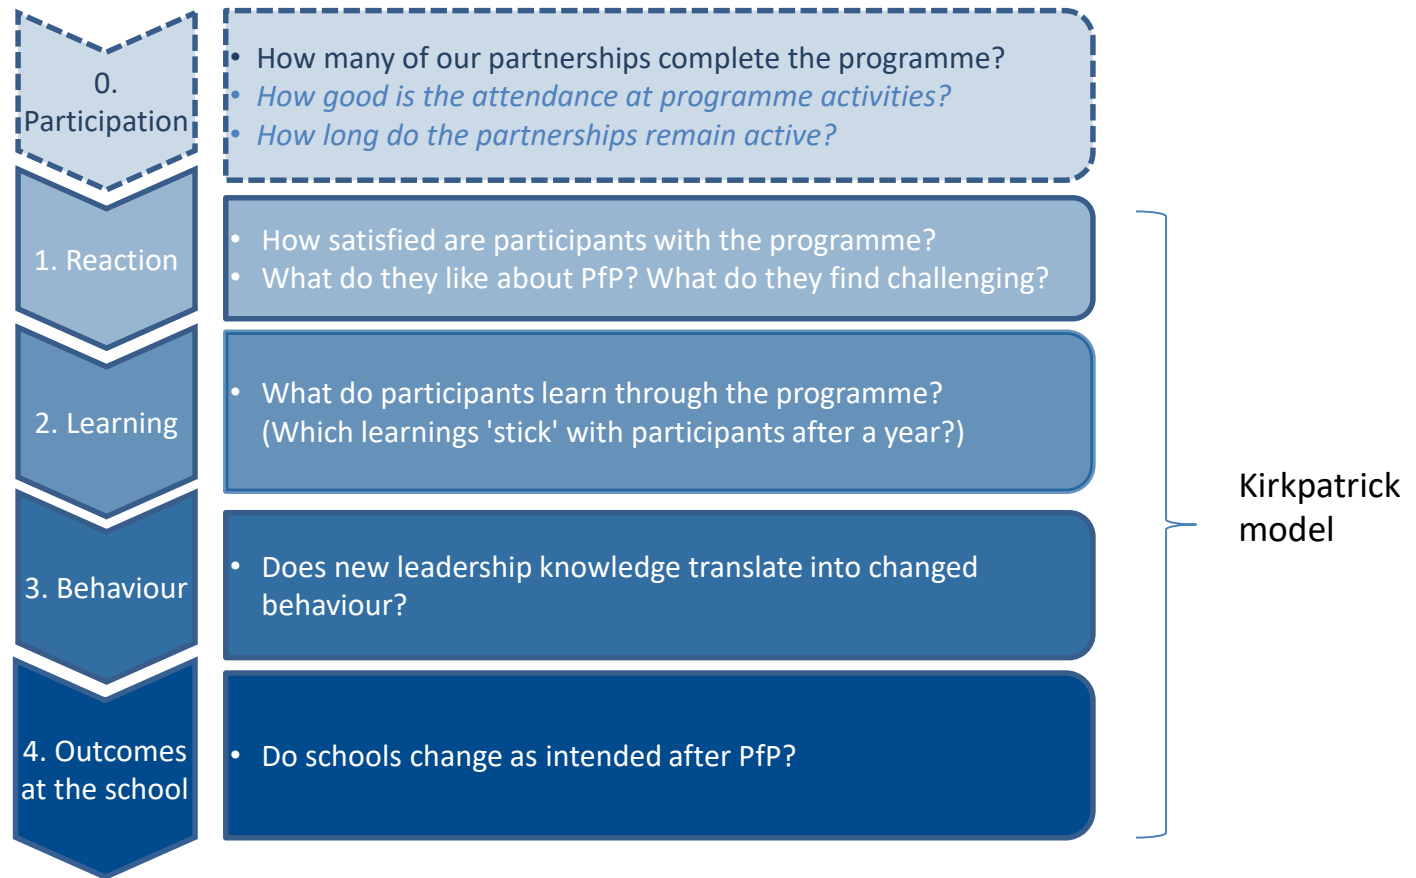 0.
Participation
• How many of our partnerships complete the programme?
• How good is the attendance at programme activities?
• How long do the partnerships remain active?
1. Reaction
• How satisfied are participants with the programme?
• What do they like about PfP? What do they find challenging?
2. Learning
• What do participants learn through the programme?
(Which learnings 'stick' with participants after a year?)
3. Behaviour
• Does new leadership knowledge translate into changed
behaviour?
4. Outcomes
at the school
• Do schools change as intended after PfP?
Kirkpatrick
model